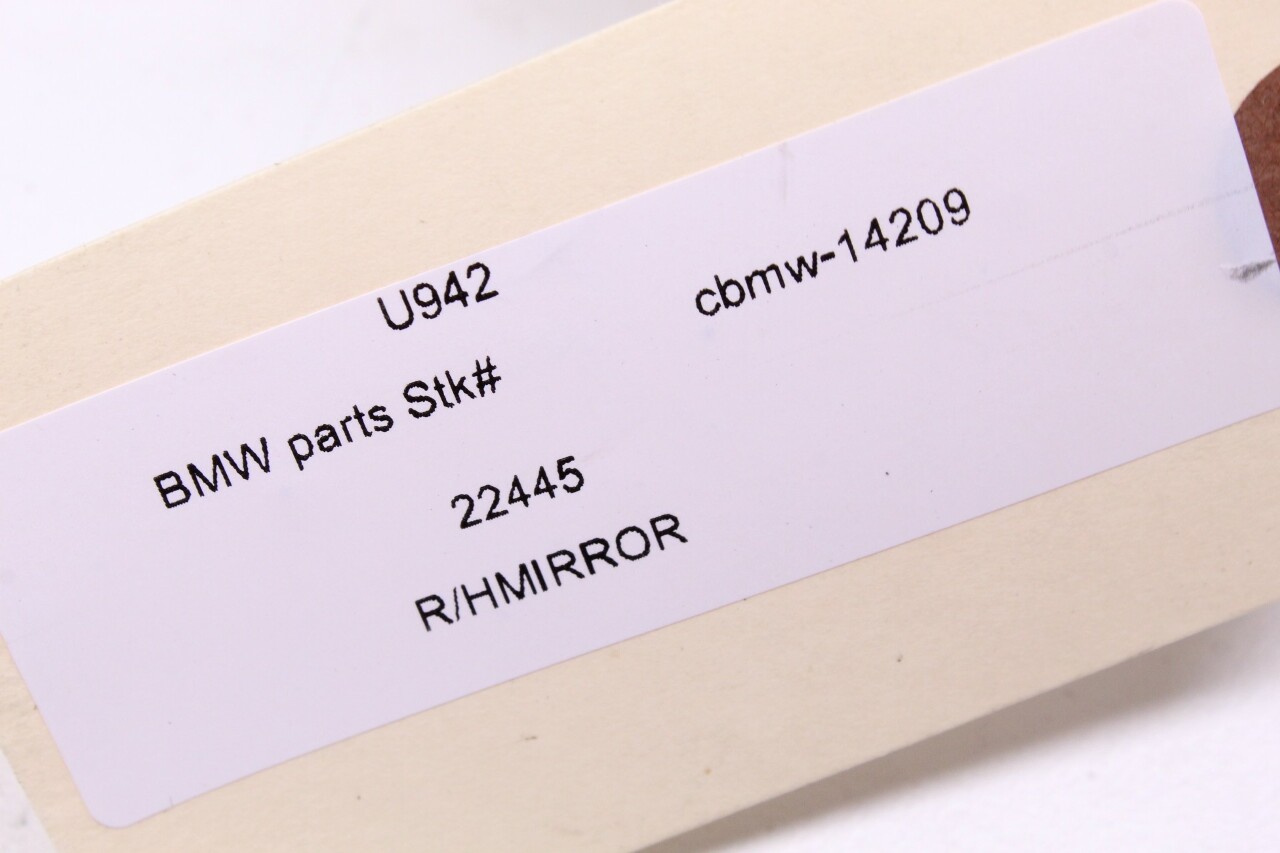 U942 cbmw-14209
BMW parts Stk#
22445
R/HMIRROR